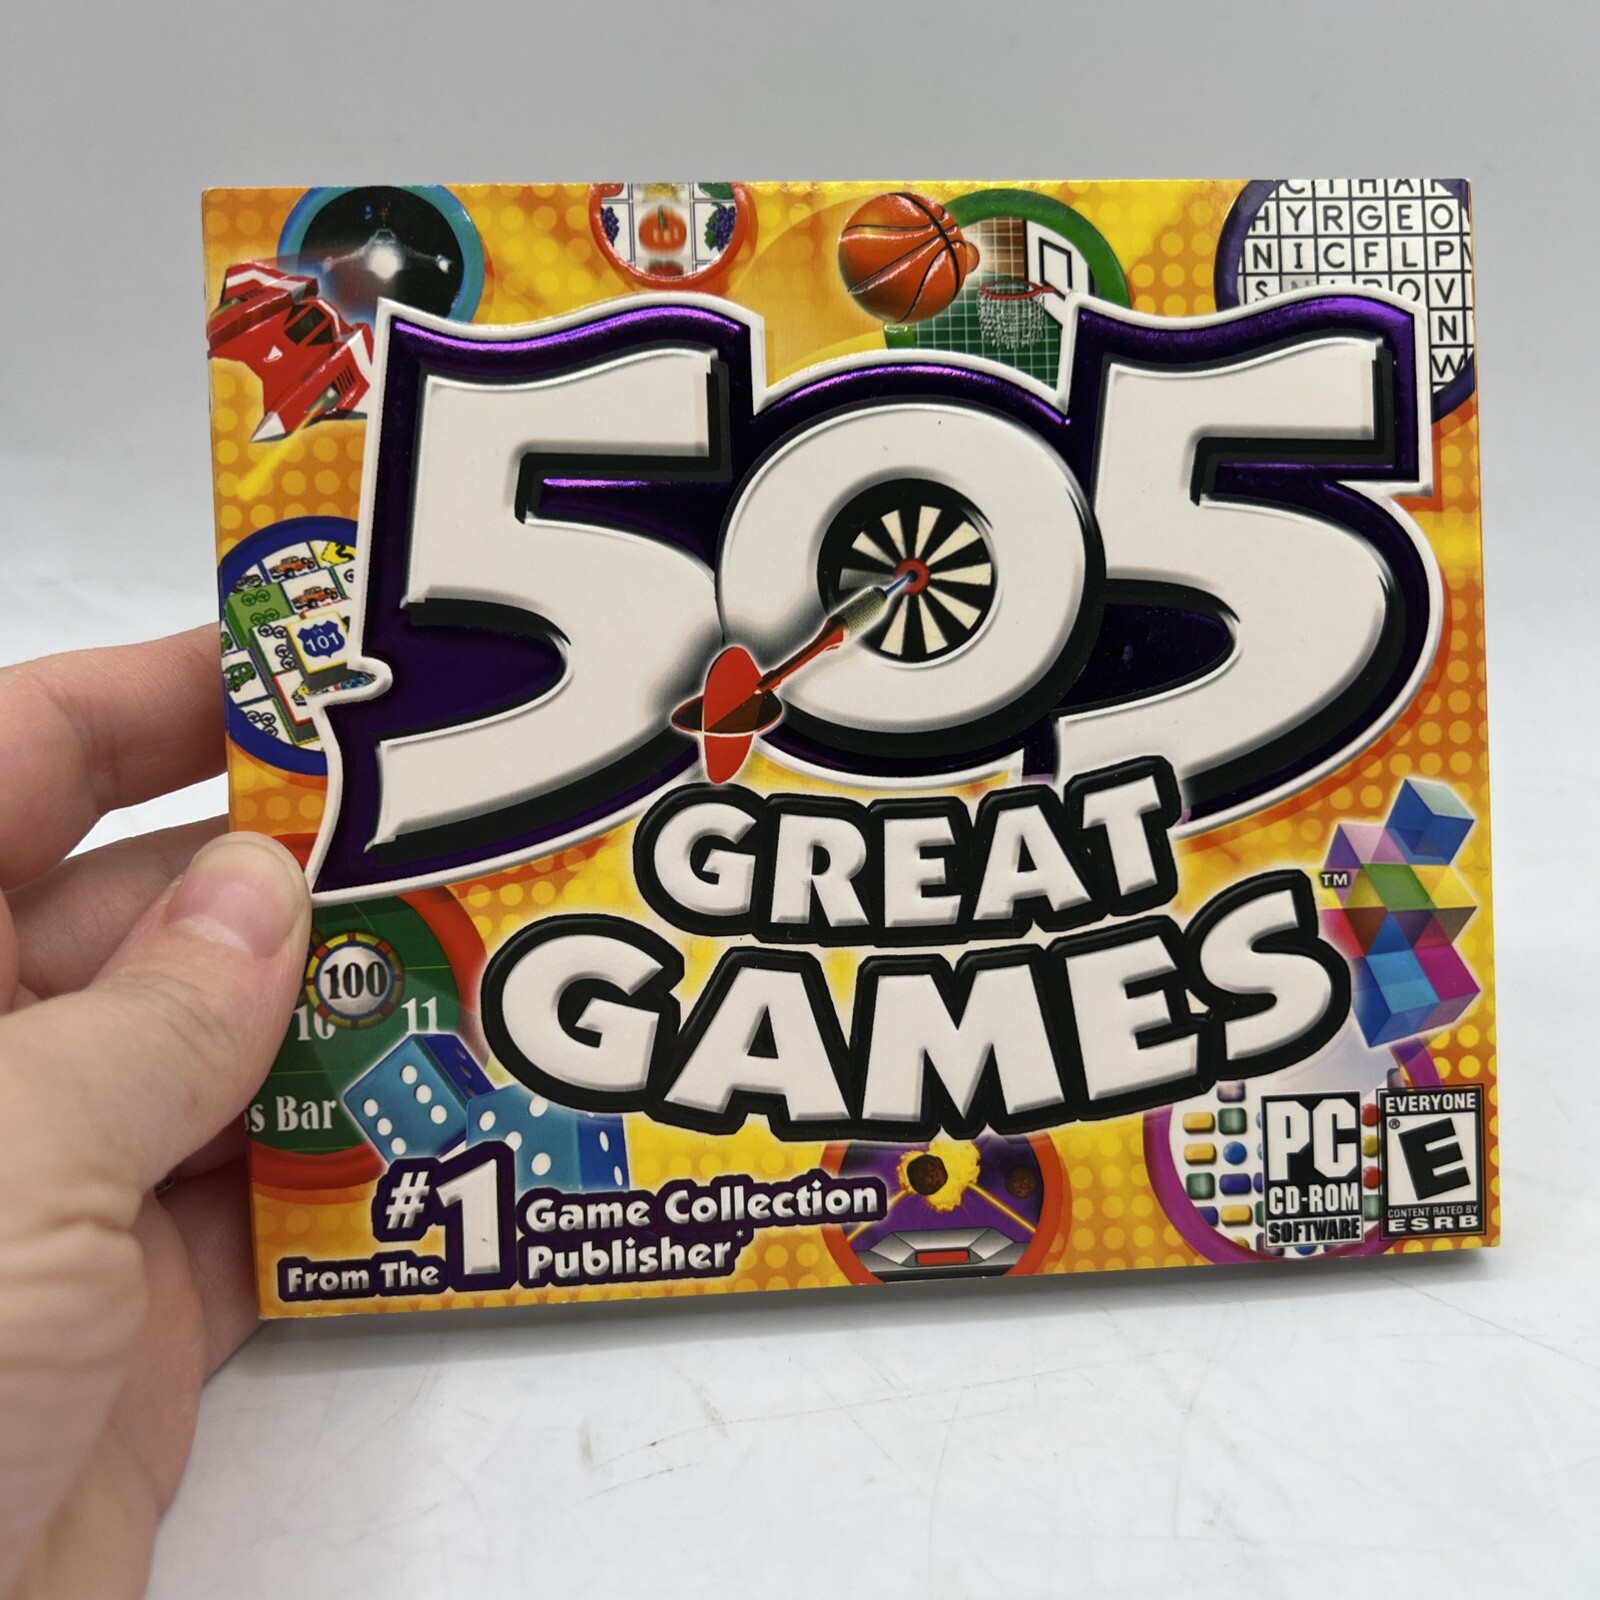 C T H A
H Y R G E O
N I C F L P
V
N
W
505
101
GREAT
GAMES
TM
100
10 11
s Bar
#1 Game Collection
From The Publisher*
PC
CD-ROM
SOFTWARE
EVERYONE
®
E
CONTENT RATED BY
ESRB